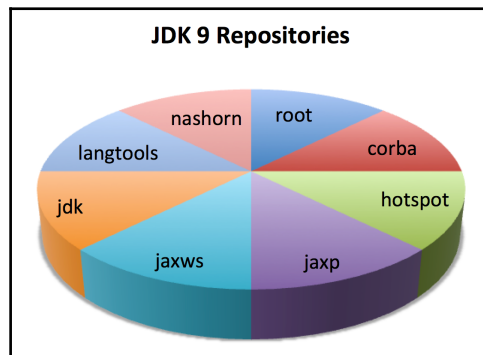 JDK 9 Repositories
nashorn
root
langtools
corba
jdk
hotspot
jaxws
jaxp